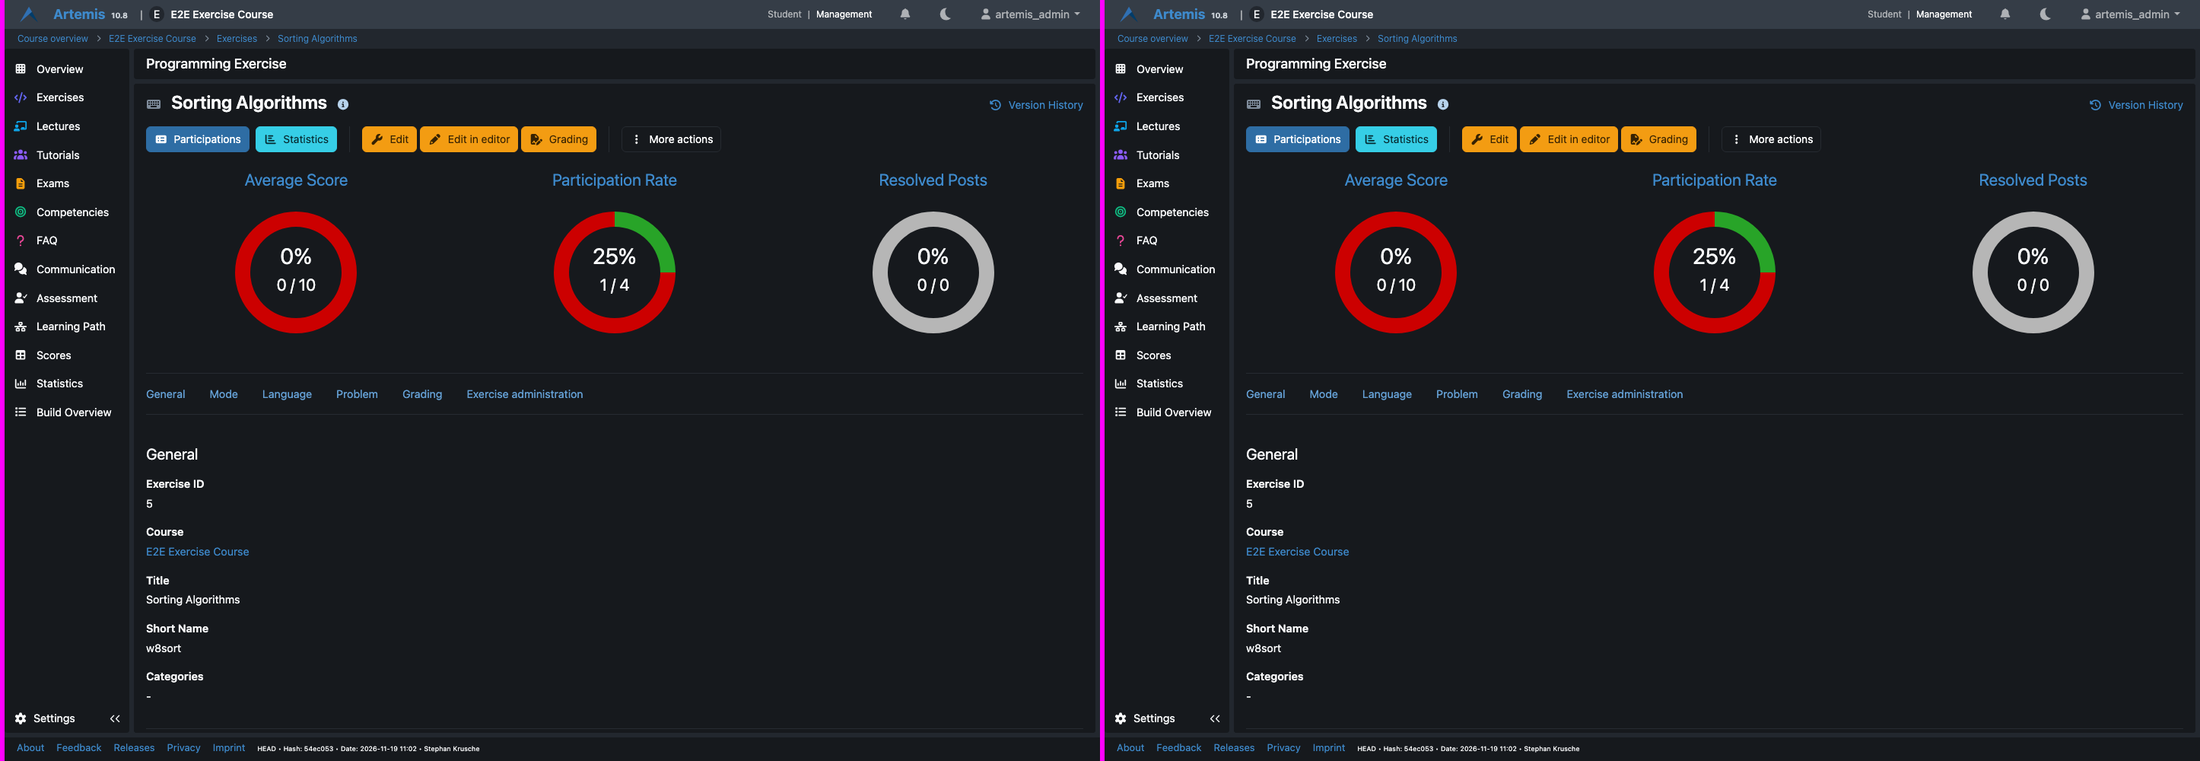 Artemis 10.8 | E E2E Exercise Course Student | Management artemis_admin
Course overview > E2E Exercise Course > Exercises > Sorting Algorithms
Overview
Exercises
Lectures
Tutorials
Exams
Competencies
FAQ
Communication
Assessment
Learning Path
Scores
Statistics
Build Overview
Settings
Programming Exercise
Sorting Algorithms
Version History
Participations Statistics Edit Edit in editor Grading More actions
Average Score Participation Rate Resolved Posts
0% 25% 0%
0 / 10 1 / 4 0 / 0
General Mode Language Problem Grading Exercise administration
General
Exercise ID
5
Course
E2E Exercise Course
Title
Sorting Algorithms
Short Name
w8sort
Categories
-
About Feedback Releases Privacy Imprint HEAD • Hash: 54ec053 • Date: 2026-11-19 11:02 • Stephan Krusche
Artemis 10.8 | E E2E Exercise Course Student | Management artemis_admin
Course overview > E2E Exercise Course > Exercises > Sorting Algorithms
Overview
Exercises
Lectures
Tutorials
Exams
Competencies
FAQ
Communication
Assessment
Learning Path
Scores
Statistics
Build Overview
Settings
Programming Exercise
Sorting Algorithms
Version History
Participations Statistics Edit Edit in editor Grading More actions
Average Score Participation Rate Resolved Posts
0% 25% 0%
0 / 10 1 / 4 0 / 0
General Mode Language Problem Grading Exercise administration
General
Exercise ID
5
Course
E2E Exercise Course
Title
Sorting Algorithms
Short Name
w8sort
Categories
-
About Feedback Releases Privacy Imprint HEAD • Hash: 54ec053 • Date: 2026-11-19 11:02 • Stephan Krusche